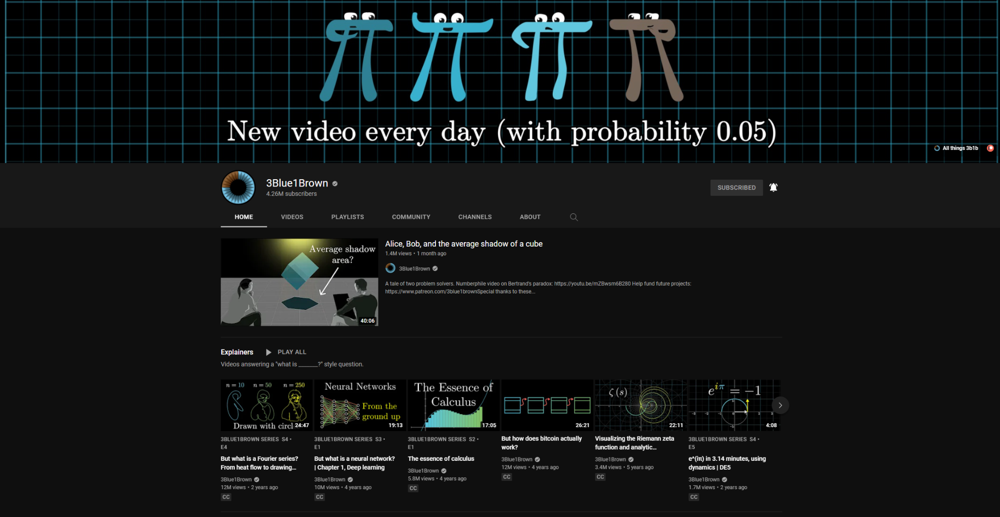 New video every day (with probability 0.05)
All things 3b1b
3Blue1Brown
4.26M subscribers
SUBSCRIBED
HOME VIDEOS PLAYLISTS COMMUNITY CHANNELS ABOUT
Average shadow
area?
40:06
Alice, Bob, and the average shadow of a cube
1.4M views • 1 month ago
3Blue1Brown
A tale of two problem solvers. Numberphile video on Bertrand's paradox: https://youtu.be/mZBwsm6B280 Help fund future projects:
https://www.patreon.com/3blue1brownSpecial thanks to these...
Explainers PLAY ALL
Videos answering a "what is ______?" style question.
n = 10 n = 50 n = 250
Drawn with circl
24:47
3BLUE1BROWN SERIES S4 •
E4
But what is a Fourier series?
From heat flow to drawing...
3Blue1Brown
12M views • 2 years ago
CC
Neural Networks
From the
ground up
19:13
3BLUE1BROWN SERIES S3 •
E1
But what is a neural network?
| Chapter 1, Deep learning
3Blue1Brown
10M views • 4 years ago
CC
The Essence of
Calculus
17:05
3BLUE1BROWN SERIES S2 •
E1
The essence of calculus
3Blue1Brown
5.8M views • 4 years ago
CC
26:21
But how does bitcoin actually
work?
3Blue1Brown
12M views • 4 years ago
CC
ζ(s)
22:11
Visualizing the Riemann zeta
function and analytic...
3Blue1Brown
3.4M views • 5 years ago
CC
e^{iπ} = −1
4:08
3BLUE1BROWN SERIES S4 •
E5
e^(iπ) in 3.14 minutes, using
dynamics | DE5
3Blue1Brown
1.7M views • 2 years ago
CC